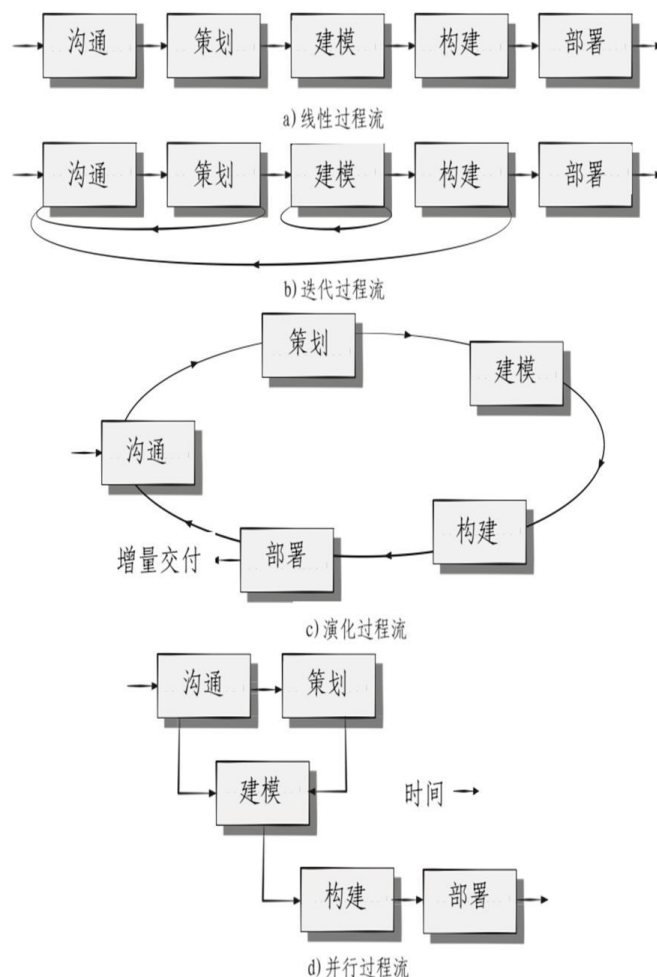 沟通 策划 建模 构建 部署
a)线性过程流
沟通 策划 建模 构建 部署
b)迭代过程流
策划
建模
沟通
构建
部署
增量交付
c)演化过程流
沟通 策划
建模
时间
构建 部署
d)并行过程流